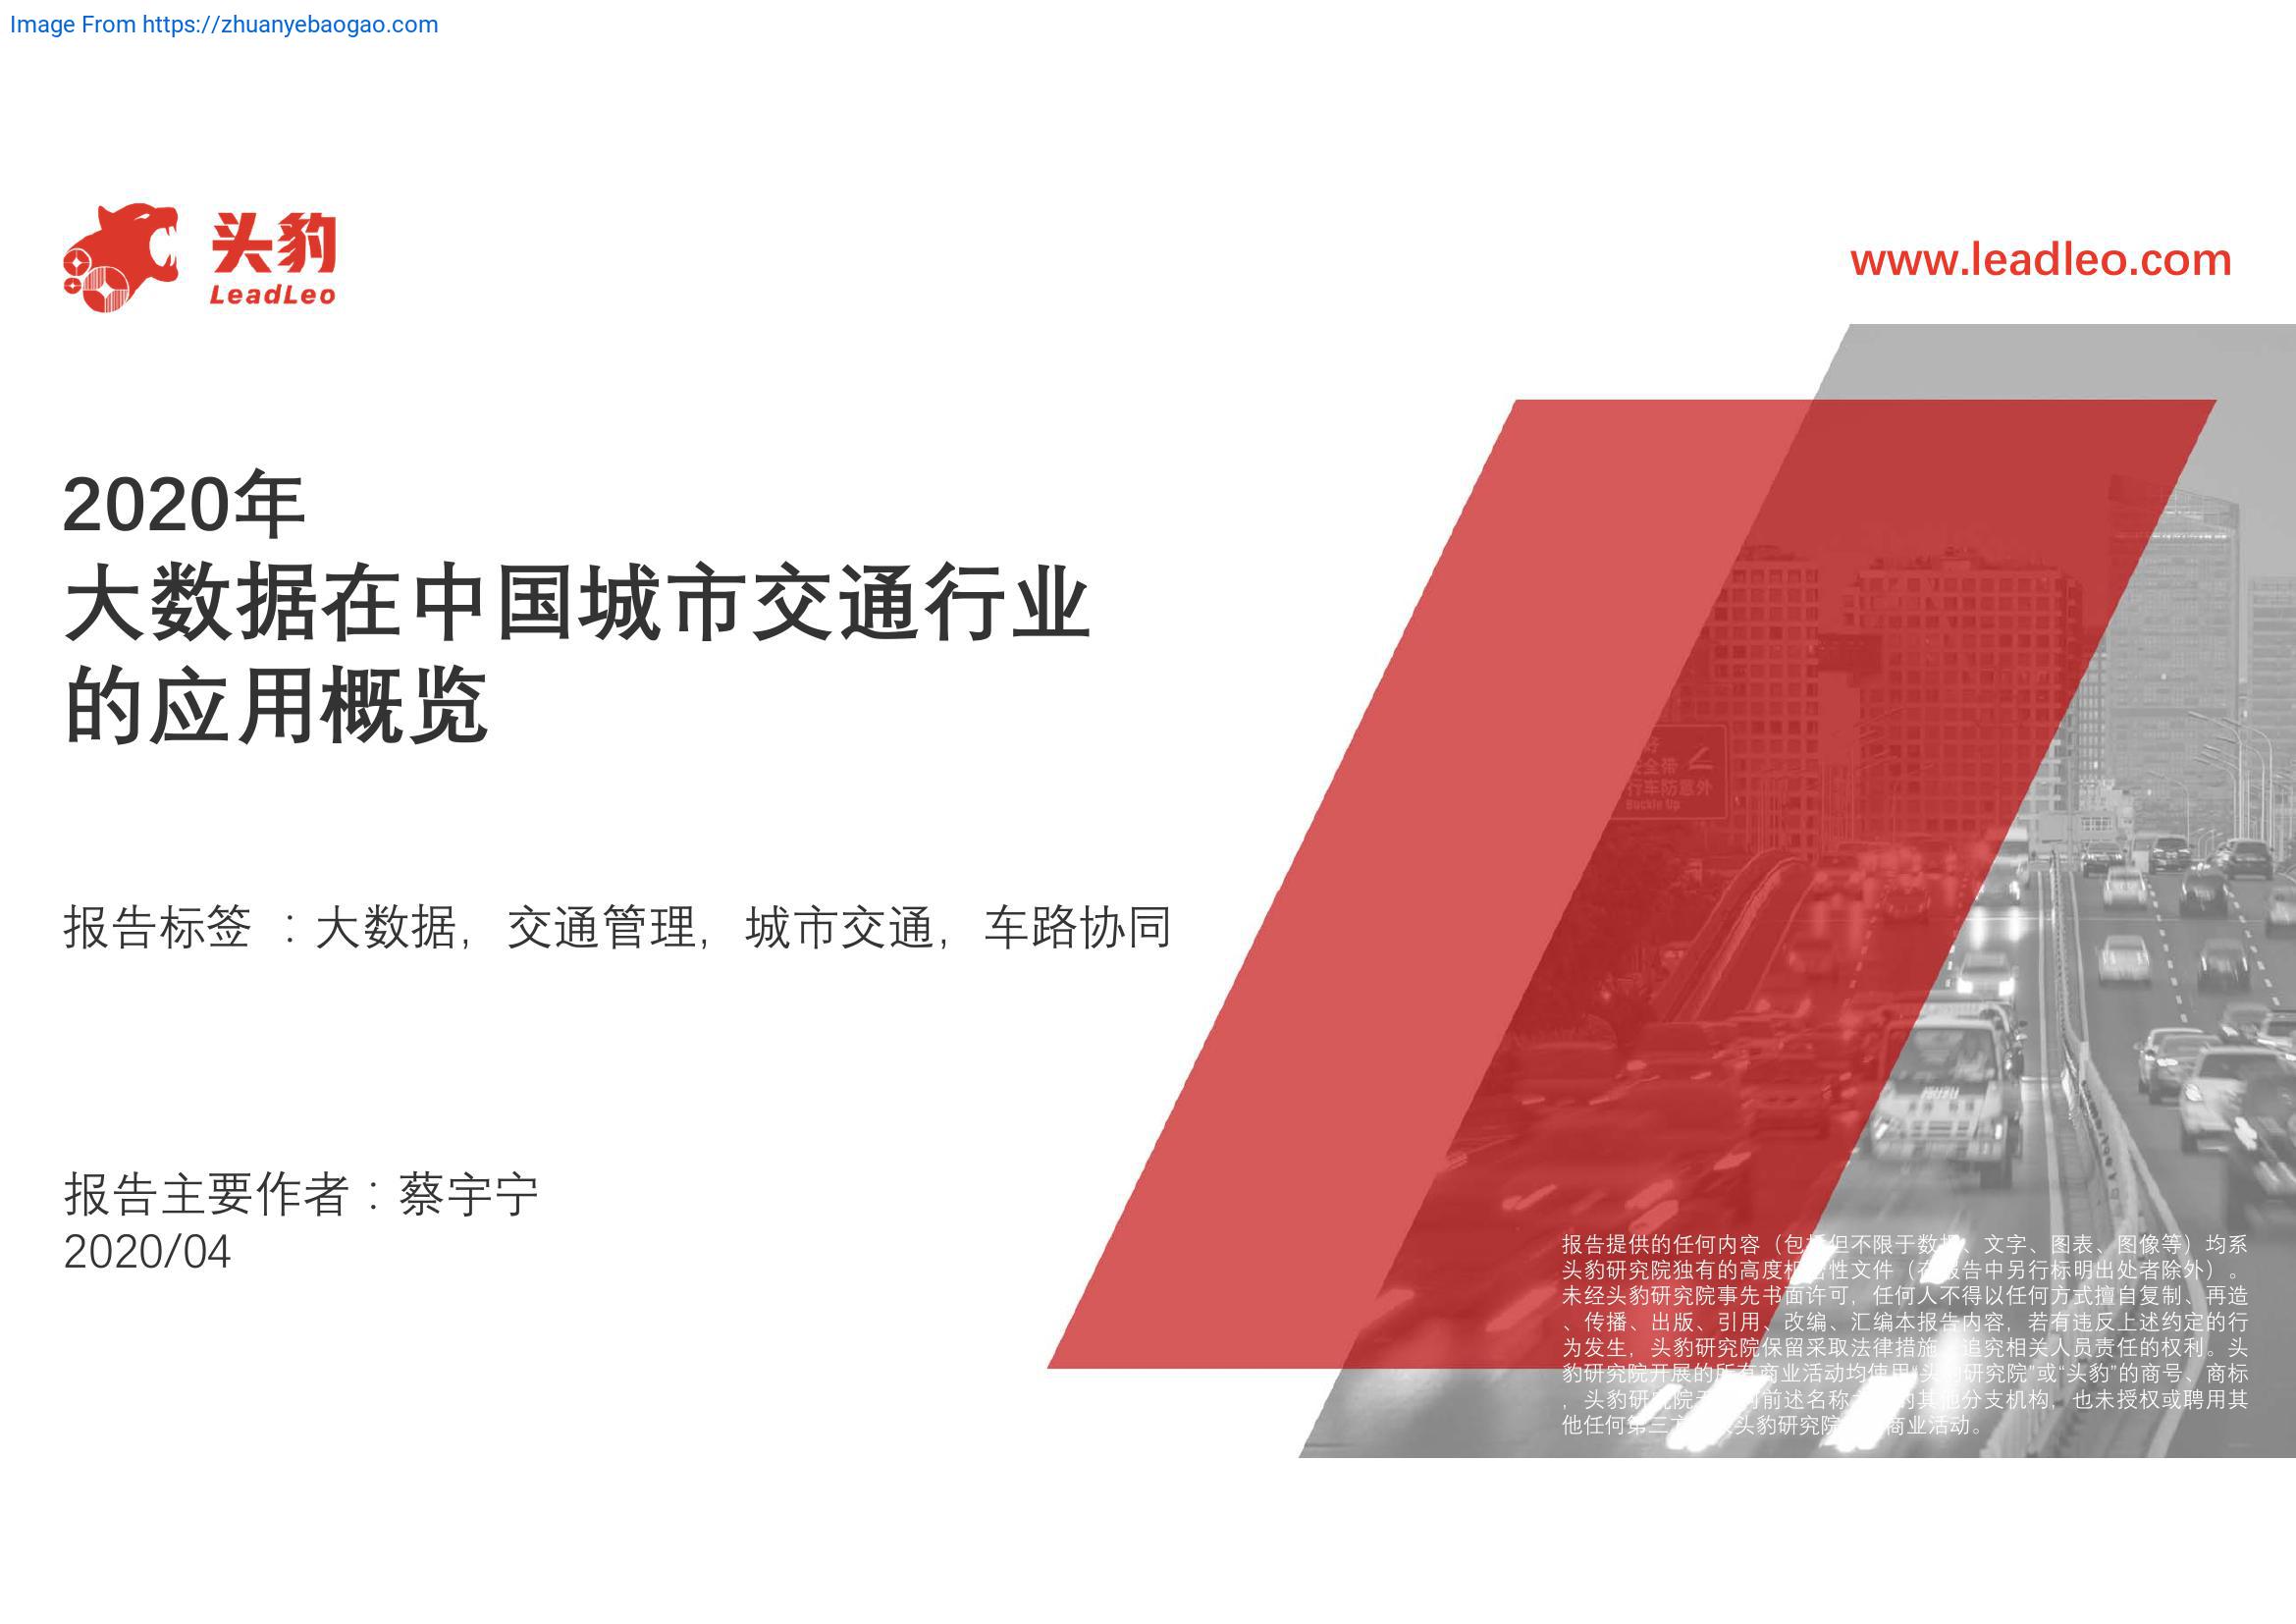 Image From https://zhuanyebaogao.com
头豹
LeadLeo
www.leadleo.com
2020年
大数据在中国城市交通行业
的应用概览
好
安全带
行车防意外
Buckle Up
报告标签 ：大数据，交通管理，城市交通，车路协同
报告主要作者：蔡宇宁
2020/04
报告提供的任何内容（包括但不限于数据、文字、图表、图像等）均系
头豹研究院独有的高度机密性文件（在报告中另行标明出处者除外）。
未经头豹研究院事先书面许可，任何人不得以任何方式擅自复制、再造
、传播、出版、引用、改编、汇编本报告内容，若有违反上述约定的行
为发生，头豹研究院保留采取法律措施、追究相关人员责任的权利。头
豹研究院开展的所有商业活动均使用“头豹研究院”或“头豹”的商号、商标
，头豹研究院无任何前述名称之外的其他分支机构，也未授权或聘用其
他任何第三方代表头豹研究院开展商业活动。